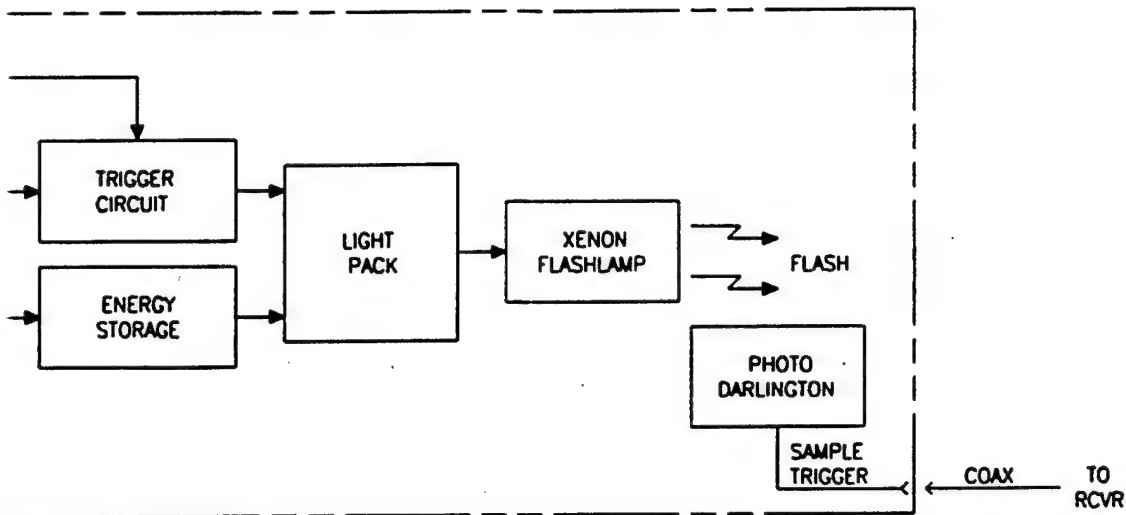 TRIGGER
CIRCUIT
ENERGY
STORAGE
LIGHT
PACK
XENON
FLASHLAMP
FLASH
PHOTO
DARLINGTON
SAMPLE
TRIGGER
COAX
TO
RCVR